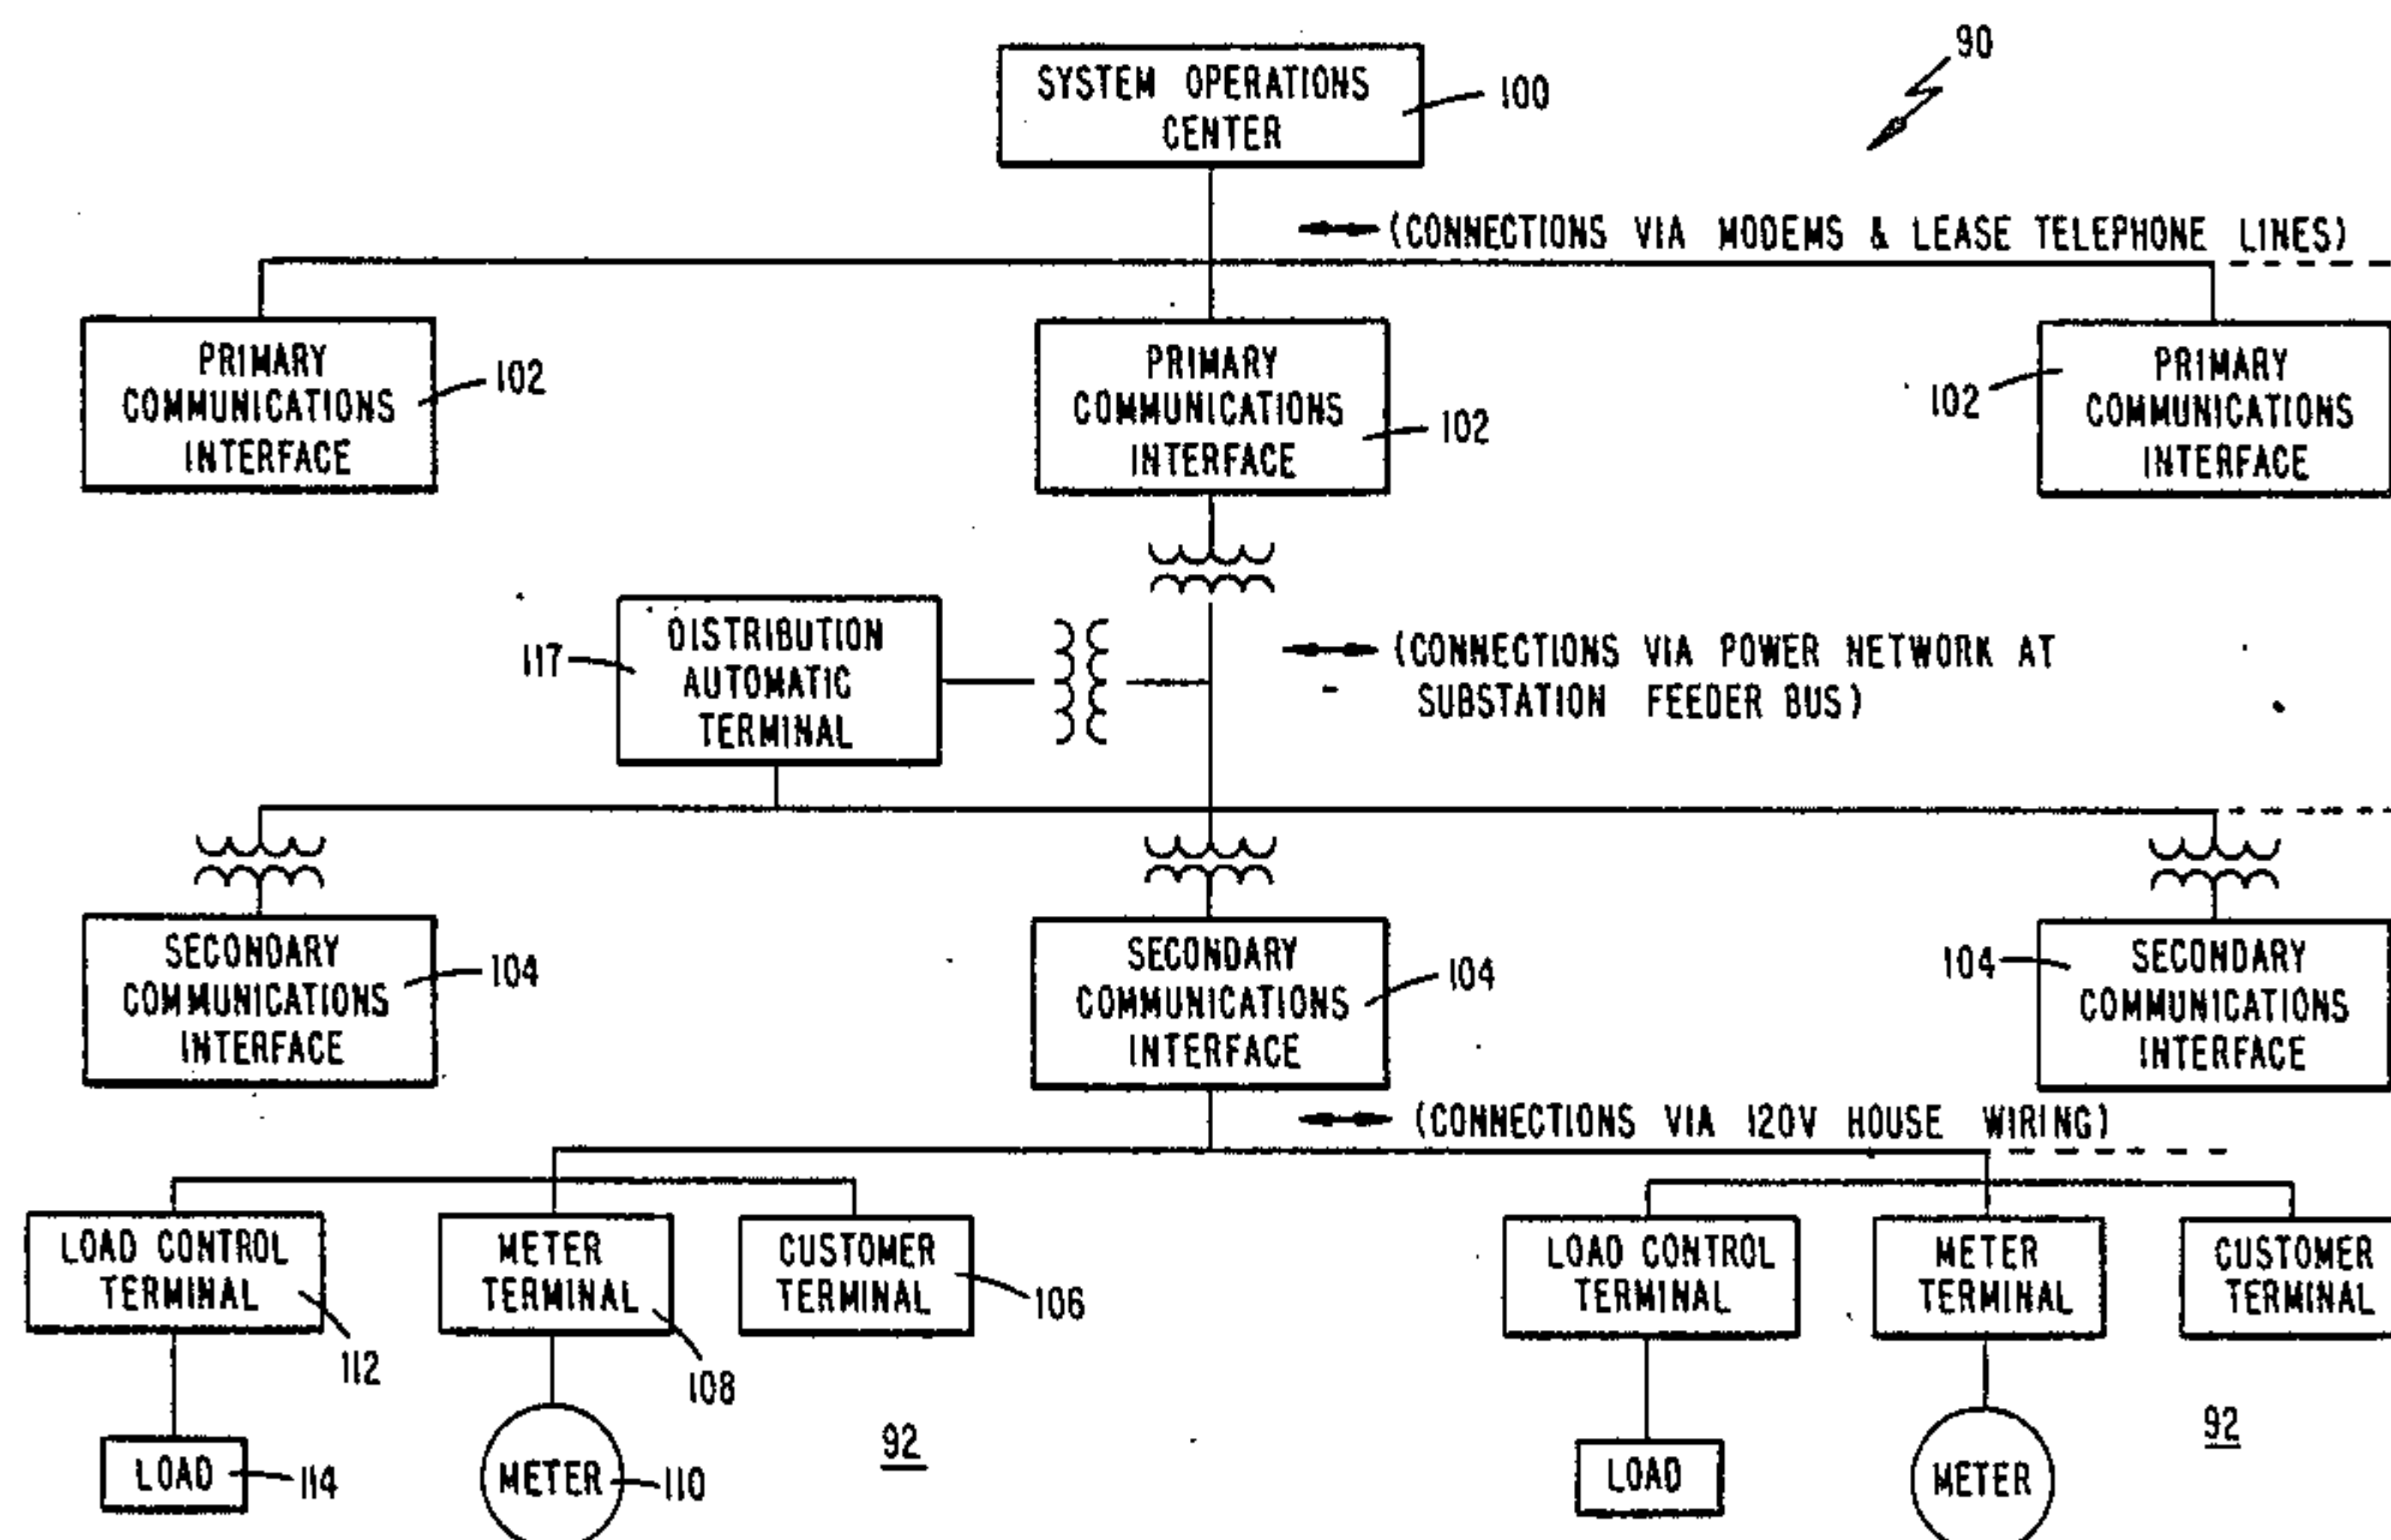 90
SYSTEM OPERATIONS
CENTER
100
(CONNECTIONS VIA MODEMS & LEASE TELEPHONE LINES)
PRIMARY
COMMUNICATIONS
INTERFACE
102
PRIMARY
COMMUNICATIONS
INTERFACE
102
102
PRIMARY
COMMUNICATIONS
INTERFACE
117
DISTRIBUTION
AUTOMATIC
TERMINAL
(CONNECTIONS VIA POWER NETWORK AT
SUBSTATION FEEDER BUS)
SECONDARY
COMMUNICATIONS
INTERFACE
104
SECONDARY
COMMUNICATIONS
INTERFACE
104
104
SECONDARY
COMMUNICATIONS
INTERFACE
(CONNECTIONS VIA 120V HOUSE WIRING)
LOAD CONTROL
TERMINAL
112
METER
TERMINAL
108
CUSTOMER
TERMINAL
106
LOAD CONTROL
TERMINAL
METER
TERMINAL
CUSTOMER
TERMINAL
LOAD
114
METER
110
92
LOAD
METER
92